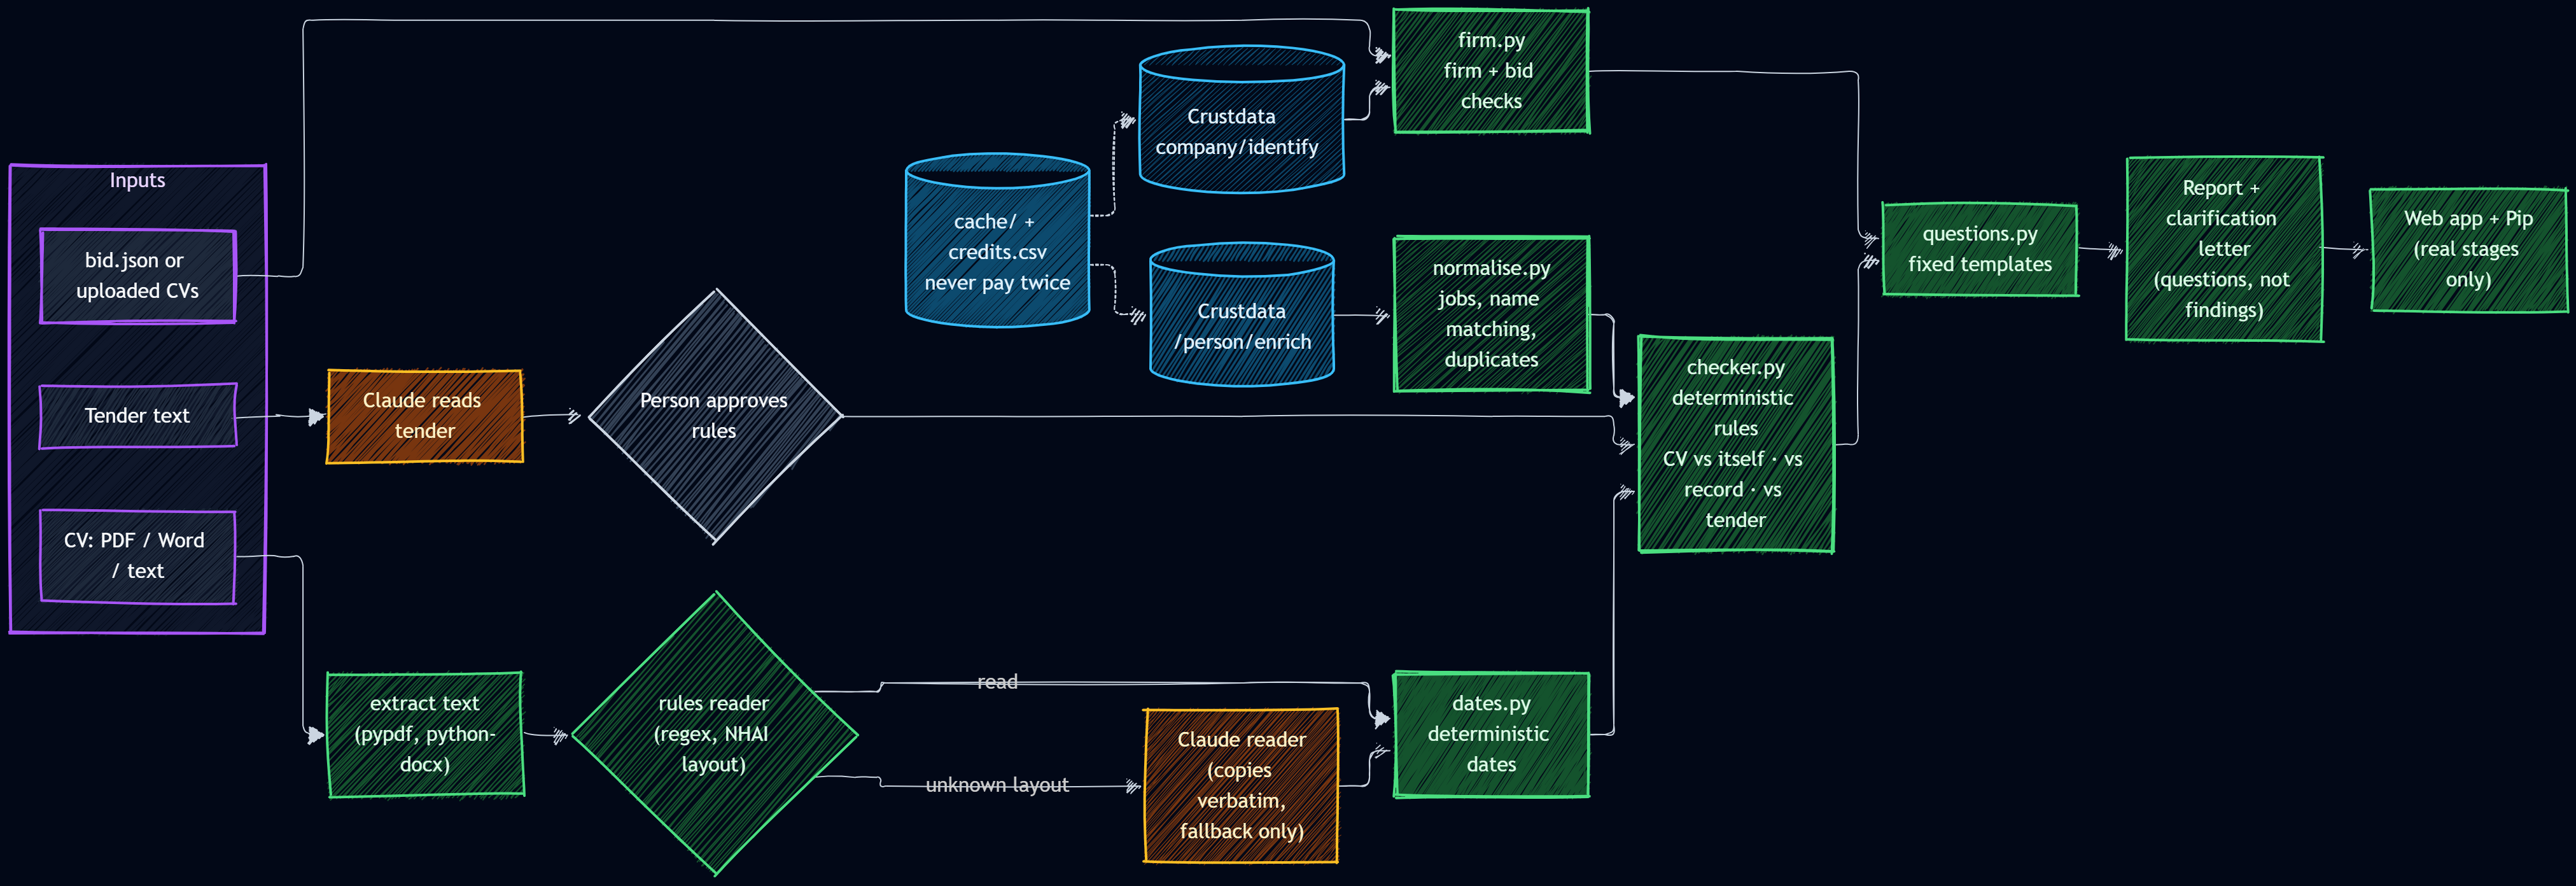 Inputs
bid.json or
uploaded CVs
Tender text
CV: PDF / Word
/ text
Claude reads
tender
Person approves
rules
extract text
(pypdf, python-
docx)
rules reader
(regex, NHAI
layout)
read
unknown layout
cache/ +
credits.csv
never pay twice
Crustdata
company/identify
Crustdata
/person/enrich
Claude reader
(copies
verbatim,
fallback only)
firm.py
firm + bid
checks
normalise.py
jobs, name
matching,
duplicates
dates.py
deterministic
dates
checker.py
deterministic
rules
CV vs itself · vs
record · vs
tender
questions.py
fixed templates
Report +
clarification
letter
(questions, not
findings)
Web app + Pip
(real stages
only)